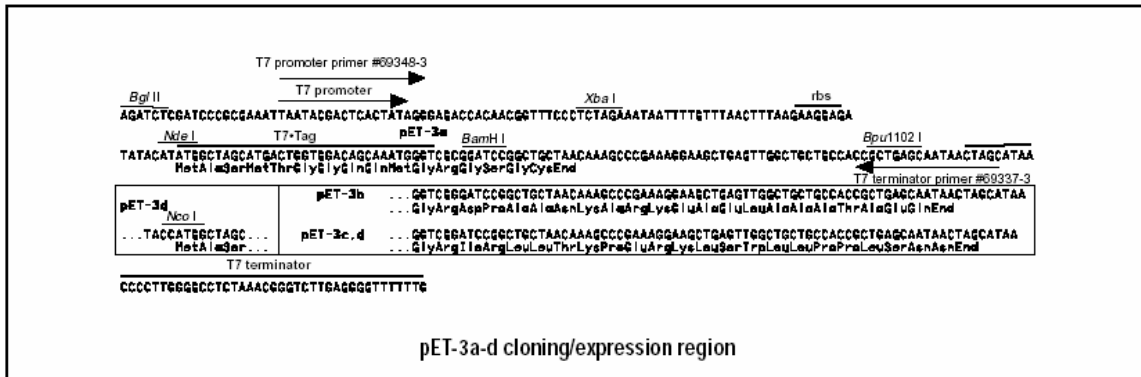 T7 promoter primer #69348-3
Bgl II T7 promoter Xba I rbs
AGATCTCGATCCCGCGAAATTAATACGACTCACTATAGGGAGACCACAACGGTTTCCCTCTAGAAATAATTTTGTTTAACTTTAAGAAGGAGA
Nde I T7•Tag pET-3a BamH I Bpu1102 I
TATACATATGGCTAGCATGACTGGTGGACAGCAAATGGGTCGCGGATCCGGCTGCTAACAAAGCCCGAAAGGAAGCTGAGTTGGCTGCTGCCACCGCTGAGCAATAACTAGCATAA
MetAlaSerMetThrGlyGlyGlnGlnMetGlyArgGlySerGlyCysEnd T7 terminator primer #69337-3
pET-3b ...GGTCGGGATCCGGCTGCTAACAAAGCCCGAAAGGAAGCTGAGTTGGCTGCTGCCACCGCTGAGCAATAACTAGCATAA
pET-3d GlyArgAspProAlaAlaAsnLysAlaArgLysGluAlaGluLeuAlaAlaAlaThrAlaGluGlnEnd
Nco I
...TACCATGGCTAGC... pET-3c,d ...GGTCGGATCCGGCTGCTAACAAAGCCCGAAAGGAAGCTGAGTTGGCTGCTGCCACCGCTGAGCAATAACTAGCATAA
MetAlaSer... GlyArgIleArgLeuLeuThrLysProGluArgLysLeuSerTrpLeuLeuProProLeuSerAsnAsnEnd
T7 terminator
CCCCTTGGGGCCTCTAAACGGGTCTTGAGGGGTTTTTTG
pET-3a-d cloning/expression region